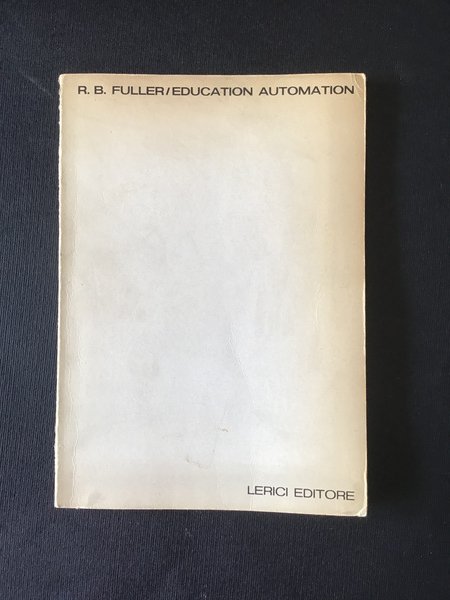 R. B. FULLER/EDUCATION AUTOMATION
LERICI EDITORE